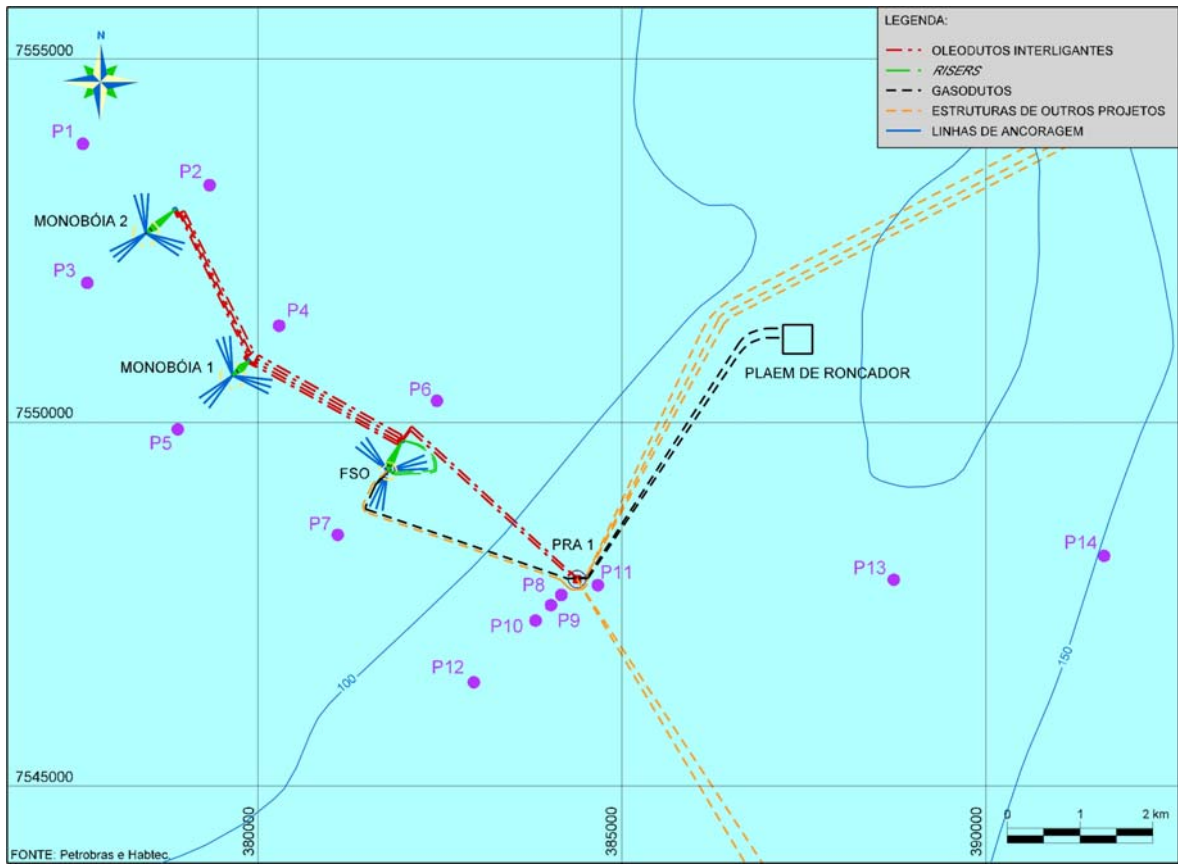 LEGENDA:
OLEODUTOS INTERLIGANTES
RISERS
GASODUTOS
ESTRUTURAS DE OUTROS PROJETOS
LINHAS DE ANCORAGEM
N
7555000
P1
P2
MONOBÓIA 2
P3
P4
MONOBÓIA 1
PLAEM DE RONCADOR
P6
P5
FSO
P7
PRA 1
P14
P13
P11
P8
P9
P10
P12
7550000
100
150
7545000
380000
385000
390000
0 1 2 km
FONTE: Petrobras e Habtec.